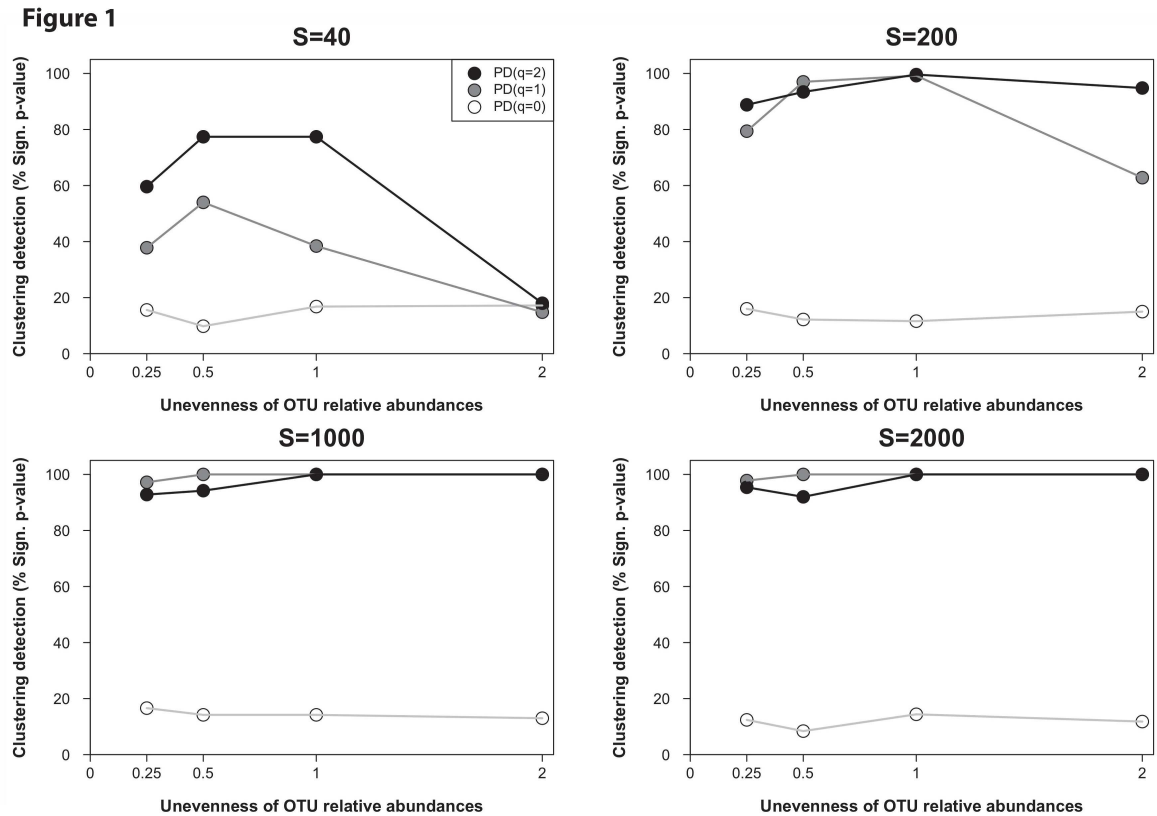 Figure 1
S=40
Clustering detection (% Sign. p-value)
100
80
60
40
20
0
PD(q=2)
PD(q=1)
PD(q=0)
0 0.25 0.5 1 2
Unevenness of OTU relative abundances
S=200
Clustering detection (% Sign. p-value)
100
80
60
40
20
0
0 0.25 0.5 1 2
Unevenness of OTU relative abundances
S=1000
Clustering detection (% Sign. p-value)
100
80
60
40
20
0
0 0.25 0.5 1 2
Unevenness of OTU relative abundances
S=2000
Clustering detection (% Sign. p-value)
100
80
60
40
20
0
0 0.25 0.5 1 2
Unevenness of OTU relative abundances